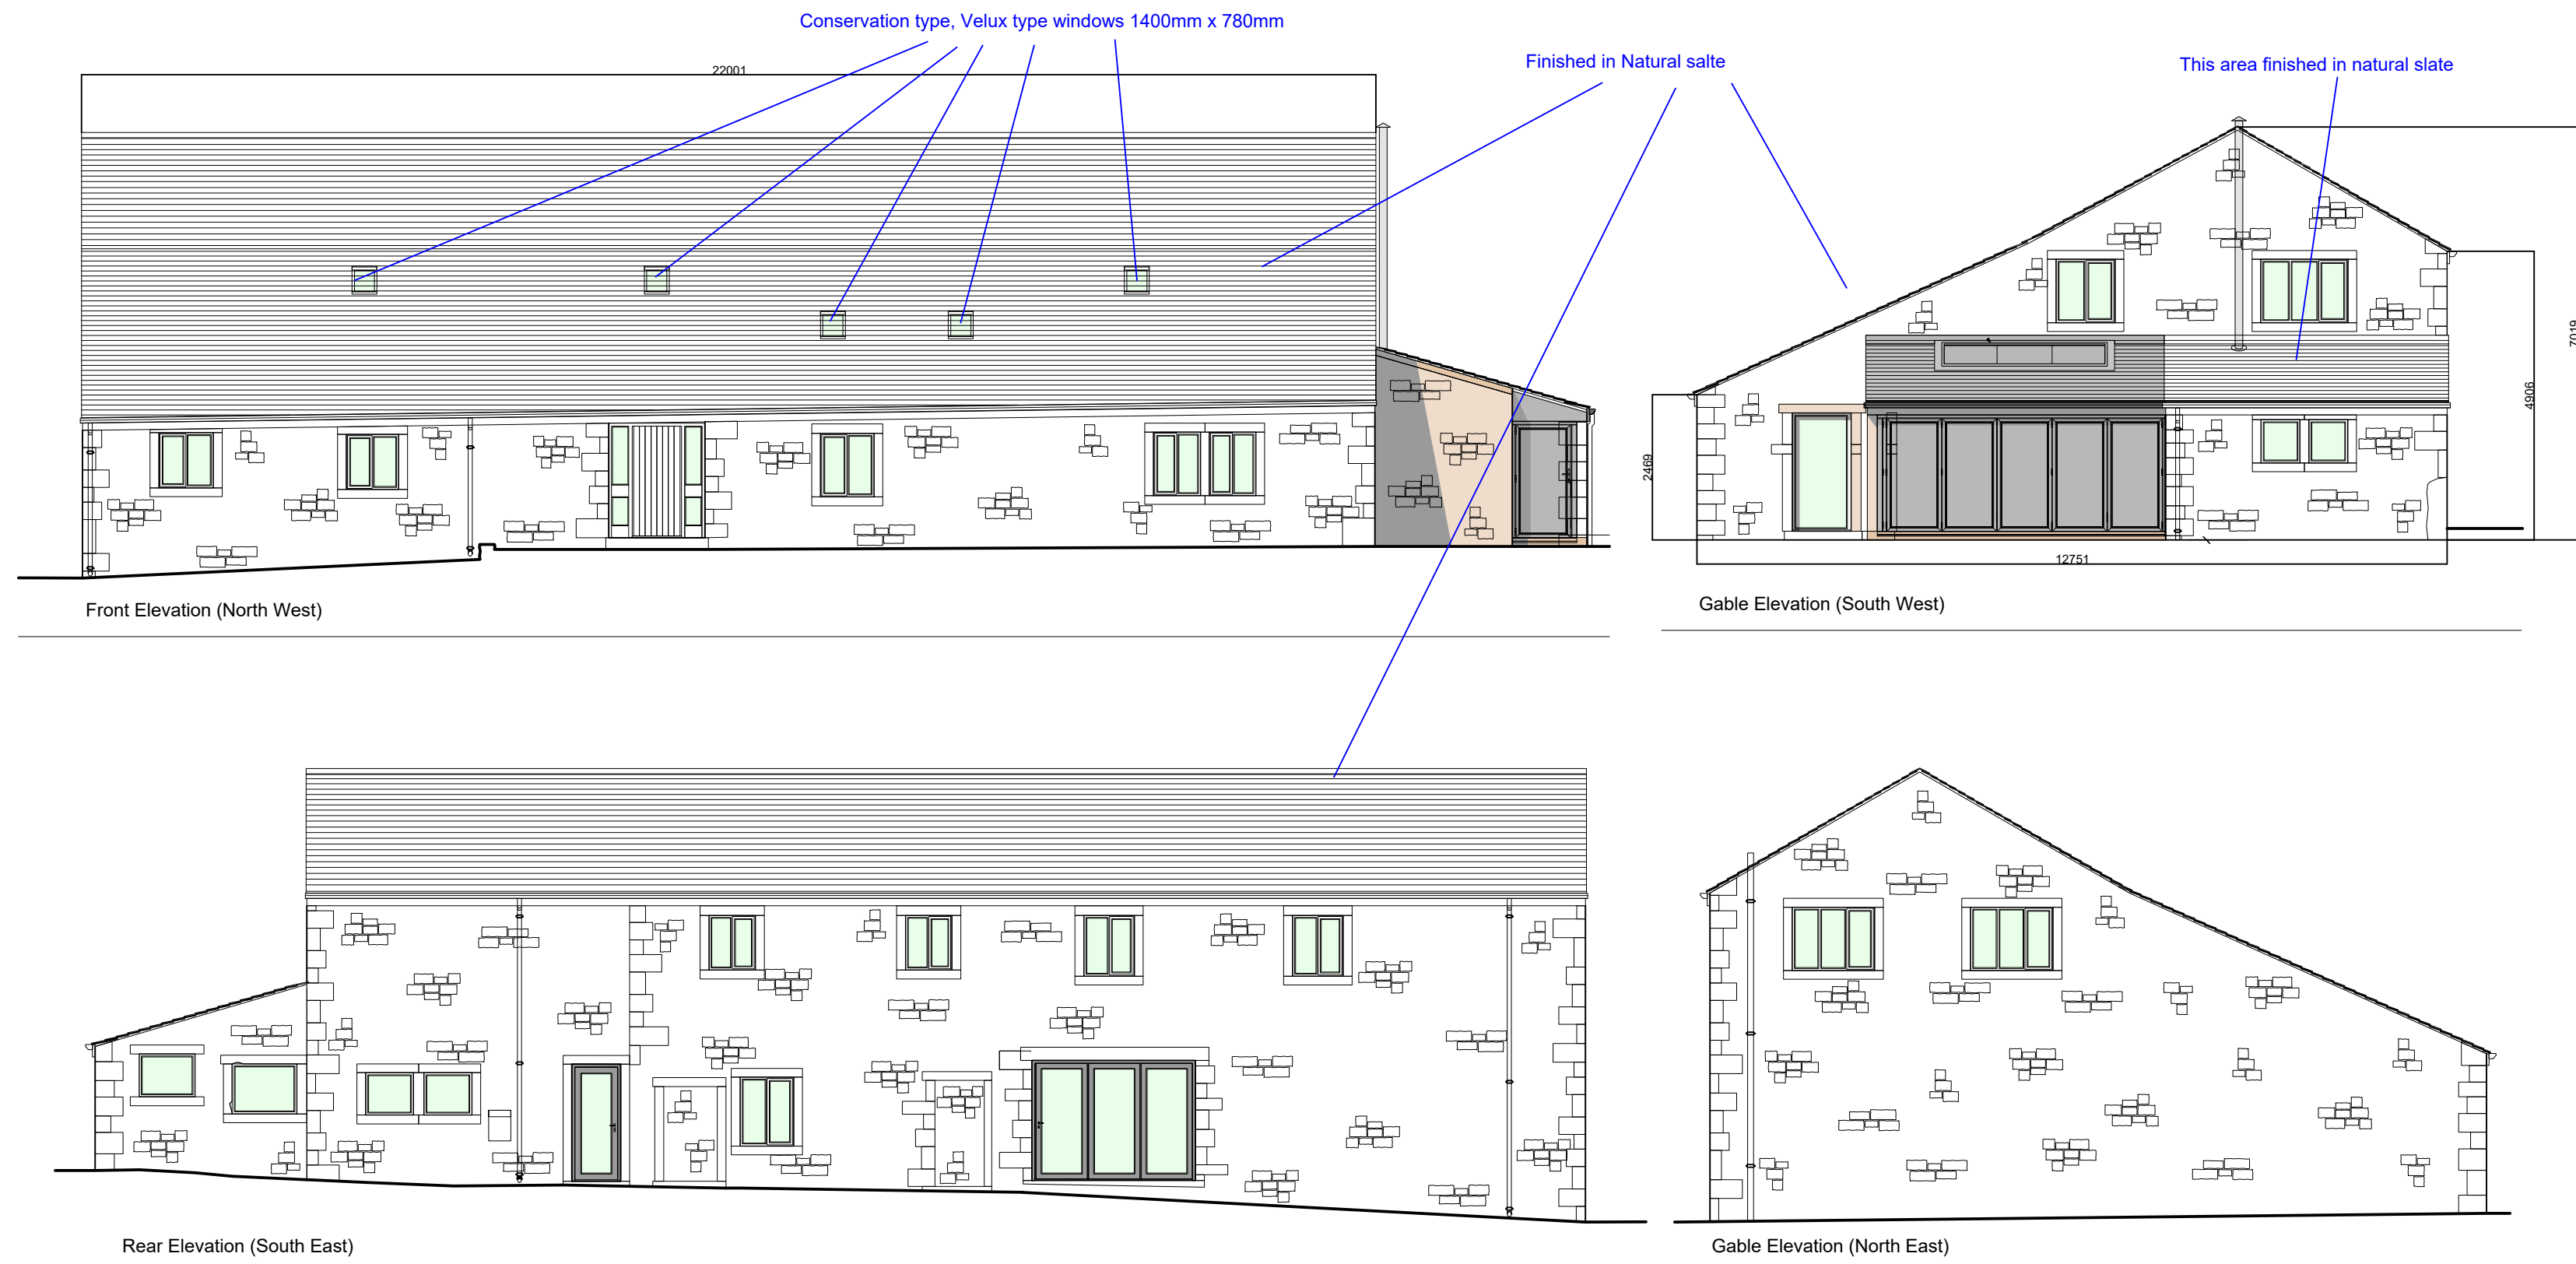 Conservation type, Velux type windows 1400mm x 780mm
Finished in Natural salte
This area finished in natural slate
22001
2469
12751
4906
7019
Front Elevation (North West)
Gable Elevation (South West)
Rear Elevation (South East)
Gable Elevation (North East)